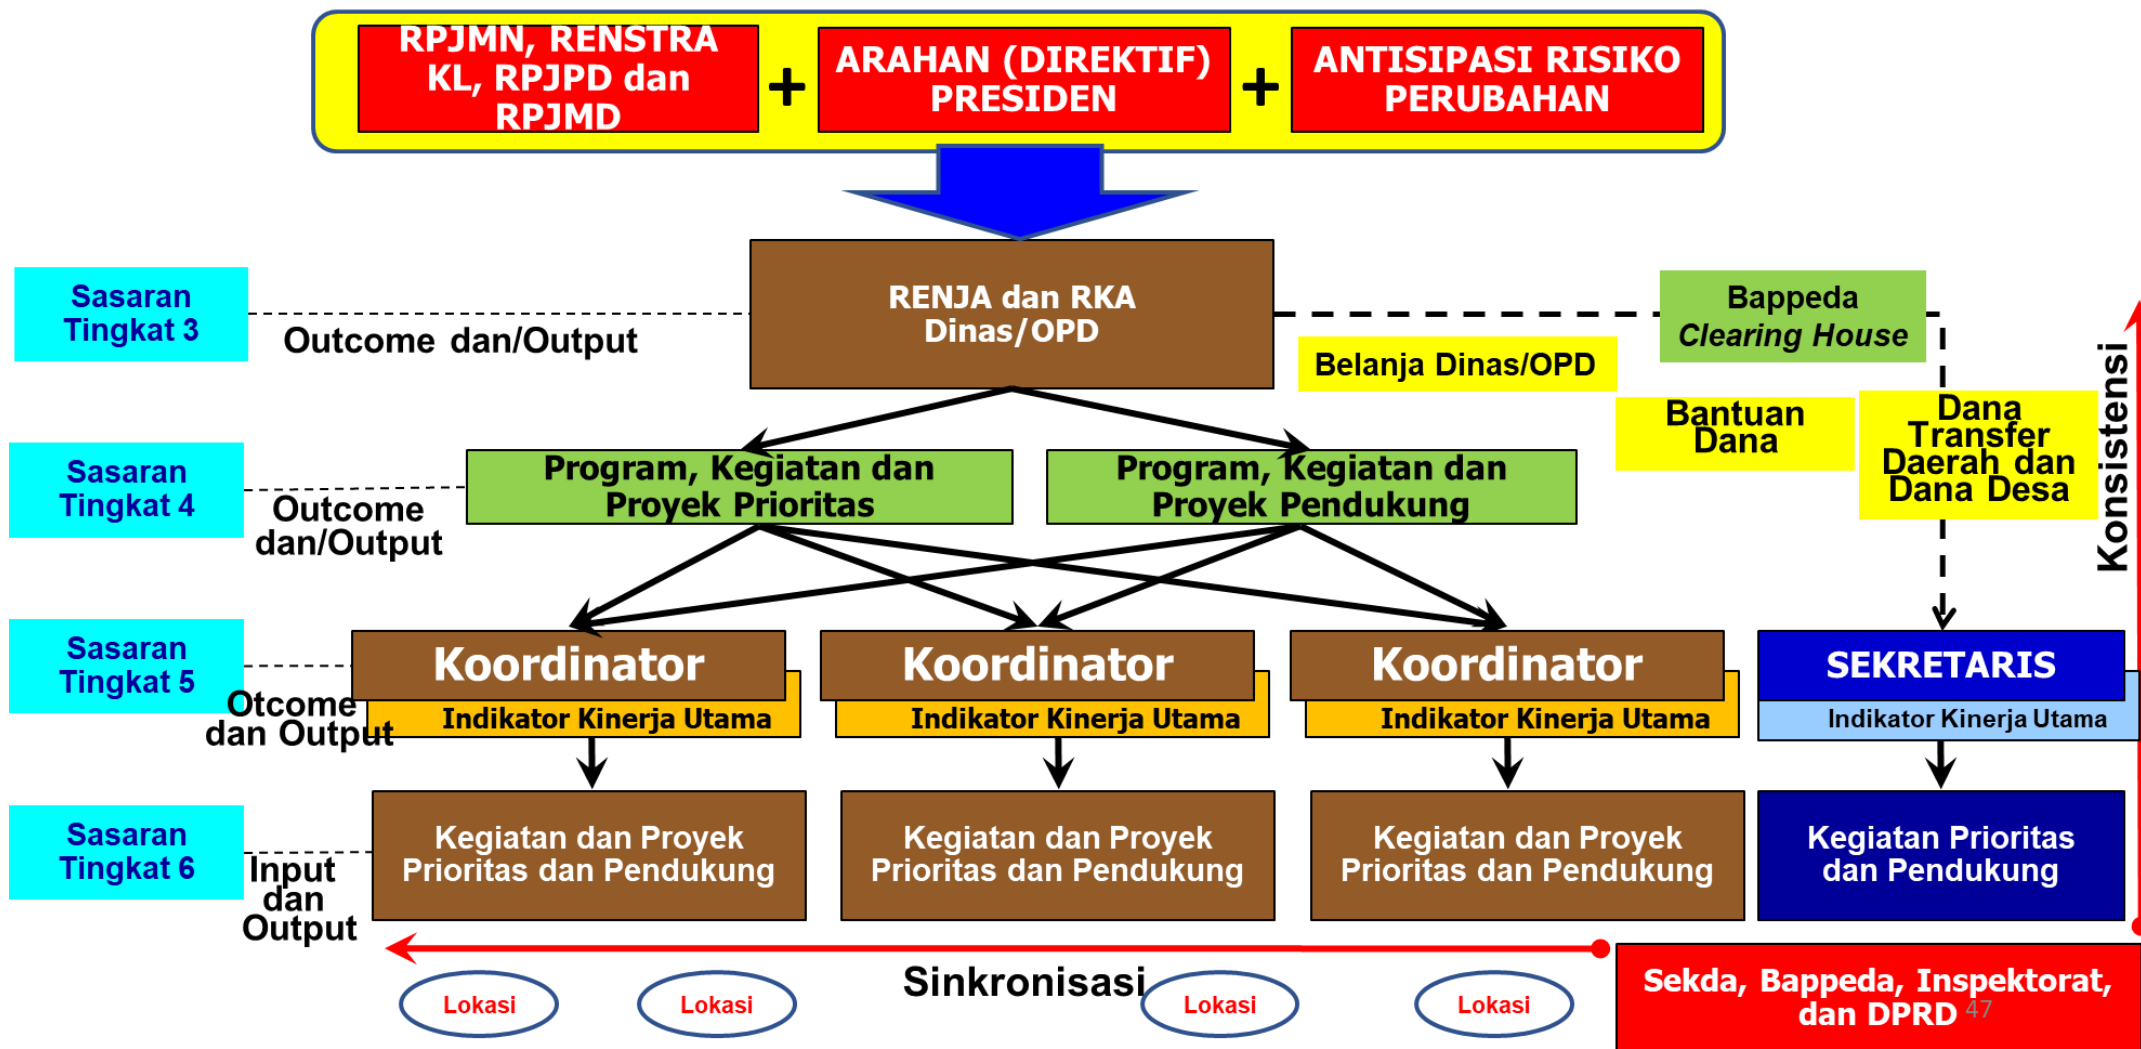 RPJMN, RENSTRA
KL, RPJPD dan
RPJMD
+
ARAHAN (DIREKTIF)
PRESIDEN
+
ANTISIPASI RISIKO
PERUBAHAN
Sasaran
Tingkat 3
Outcome dan/Output
RENJA dan RKA
Dinas/OPD
Bappeda
Clearing House
Belanja Dinas/OPD
Bantuan
Dana
Dana
Transfer
Daerah dan
Dana Desa
Konsistensi
Sasaran
Tingkat 4
Outcome
dan/Output
Program, Kegiatan dan
Proyek Prioritas
Program, Kegiatan dan
Proyek Pendukung
Sasaran
Tingkat 5
Otcome
dan Output
Koordinator
Indikator Kinerja Utama
Koordinator
Indikator Kinerja Utama
Koordinator
Indikator Kinerja Utama
SEKRETARIS
Indikator Kinerja Utama
Sasaran
Tingkat 6
Input
dan
Output
Kegiatan dan Proyek
Prioritas dan Pendukung
Kegiatan dan Proyek
Prioritas dan Pendukung
Kegiatan dan Proyek
Prioritas dan Pendukung
Kegiatan Prioritas
dan Pendukung
Sinkronisasi
Lokasi
Lokasi
Lokasi
Lokasi
Sekda, Bappeda, Inspektorat,
dan DPRD 47